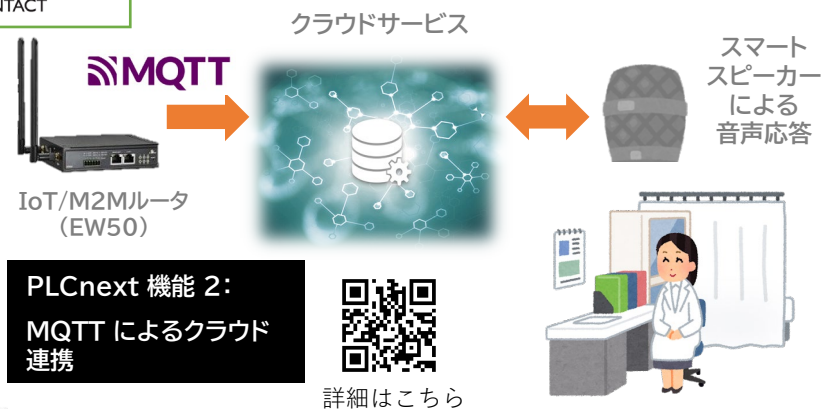 NTACT
クラウドサービス
MQTT
スマート
スピーカー
による
音声応答
IoT/M2Mルータ
(EW50)
PLCnext 機能 2:
MQTT によるクラウド
連携
詳細はこちら